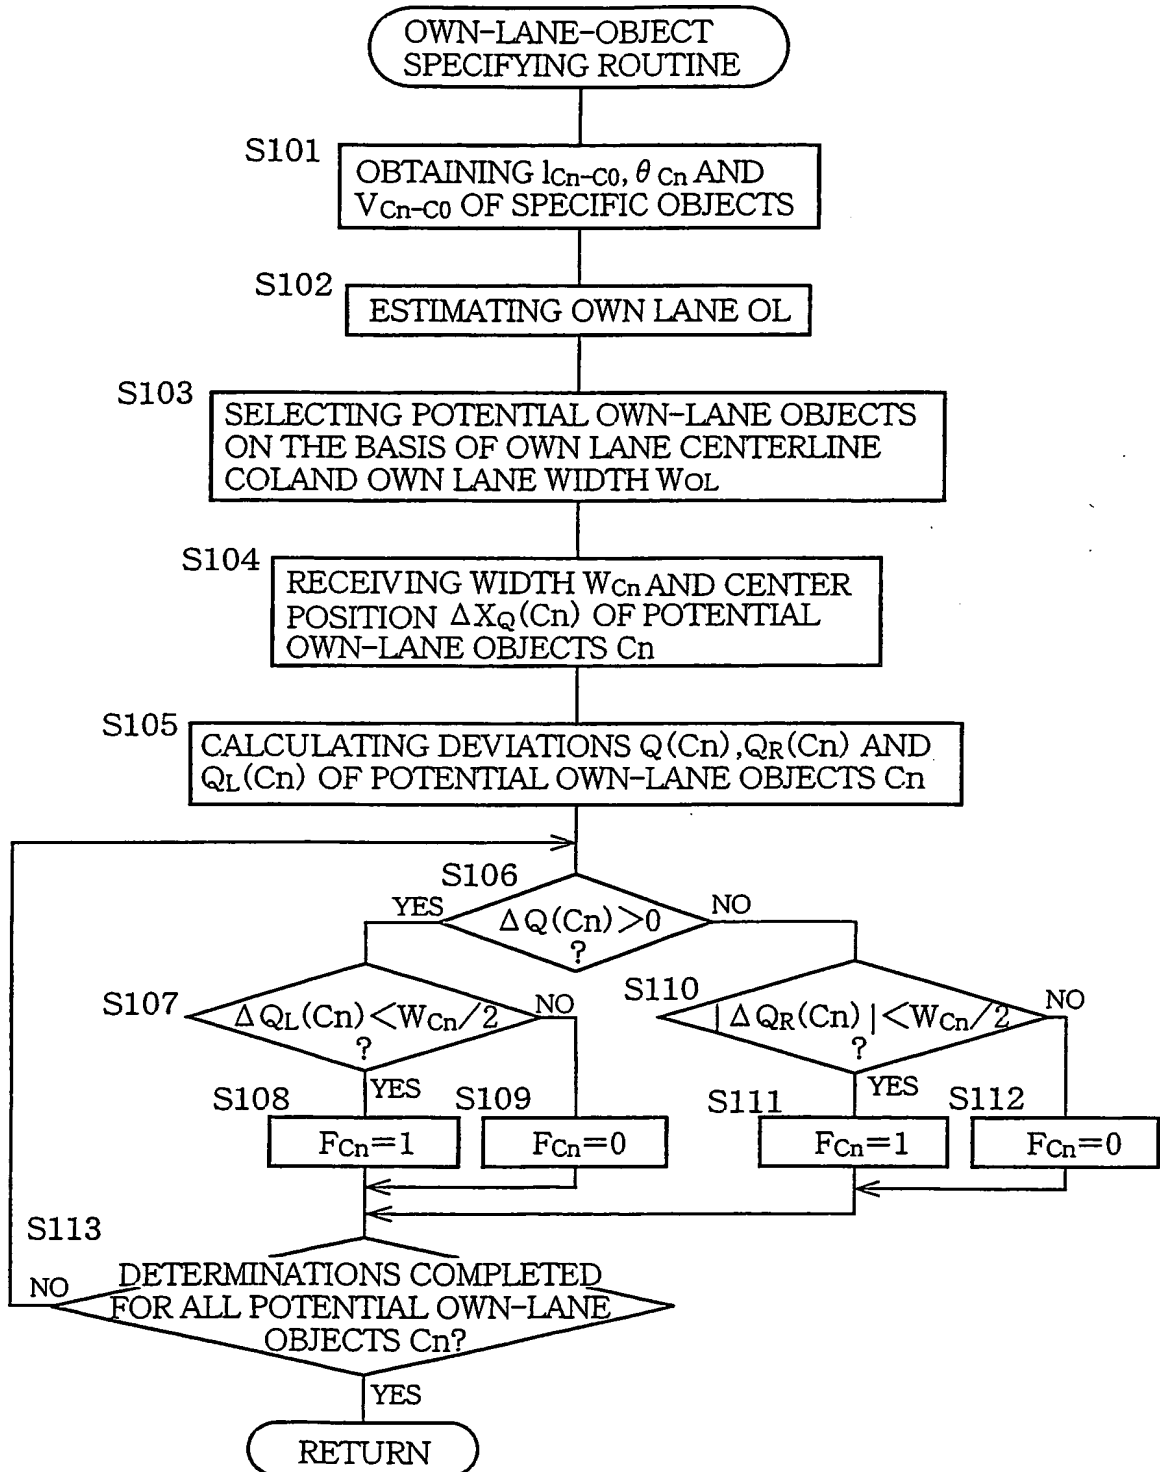 OWN-LANE-OBJECT
SPECIFYING ROUTINE
S101
OBTAINING lCn-C0, θCn AND
VCn-C0 OF SPECIFIC OBJECTS
S102
ESTIMATING OWN LANE OL
S103
SELECTING POTENTIAL OWN-LANE OBJECTS
ON THE BASIS OF OWN LANE CENTERLINE
COLAND OWN LANE WIDTH WOL
S104
RECEIVING WIDTH WCn AND CENTER
POSITION ΔXQ(Cn) OF POTENTIAL
OWN-LANE OBJECTS Cn
S105
CALCULATING DEVIATIONS Q(Cn),QR(Cn) AND
QL(Cn) OF POTENTIAL OWN-LANE OBJECTS Cn
S106
YES
ΔQ(Cn)>0
?
NO
S107
ΔQL(Cn)<WCn/2
?
NO
YES
S110
|ΔQR(Cn)|<WCn/2
?
NO
YES
S108
FCn=1
S109
FCn=0
S111
FCn=1
S112
FCn=0
S113
NO
DETERMINATIONS COMPLETED
FOR ALL POTENTIAL OWN-LANE
OBJECTS Cn?
YES
RETURN